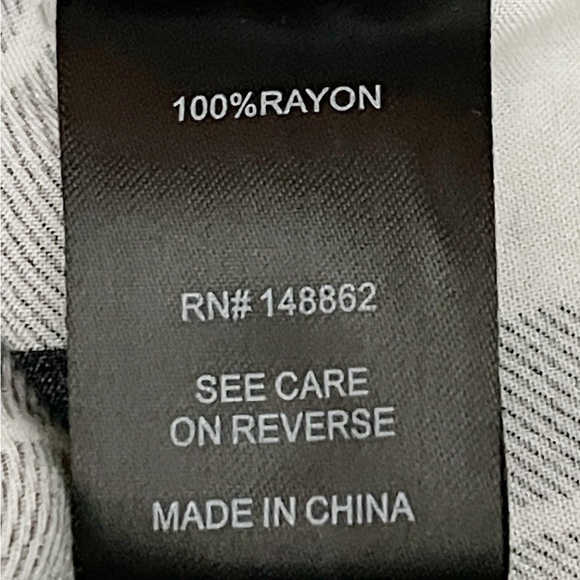 100%RAYON
RN# 148862
SEE CARE
ON REVERSE
MADE IN CHINA